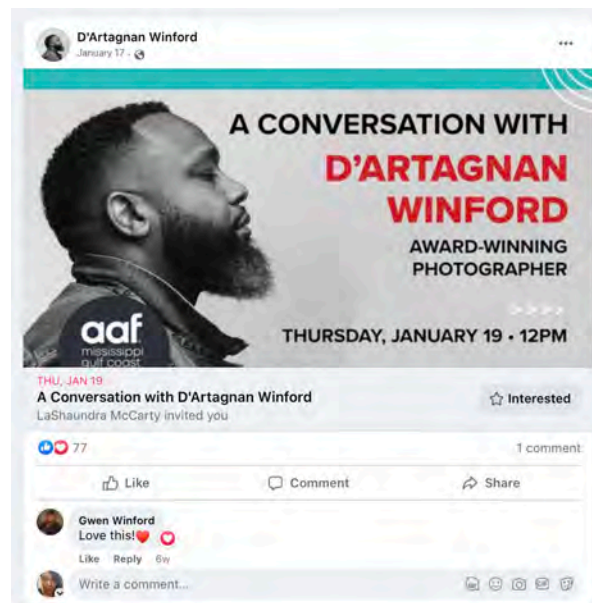 D'Artagnan Winford
January 17
A CONVERSATION WITH
D'ARTAGNAN
WINFORD
AWARD-WINNING
PHOTOGRAPHER
THURSDAY, JANUARY 19 • 12PM
aaf
mississippi
gulf coast
THU, JAN 19
A Conversation with D'Artagnan Winford
LaShaundra McCarty invited you
Interested
77
1 comment
Like
Comment
Share
Gwen Winford
Love this!
Like Reply 6w
Write a comment...